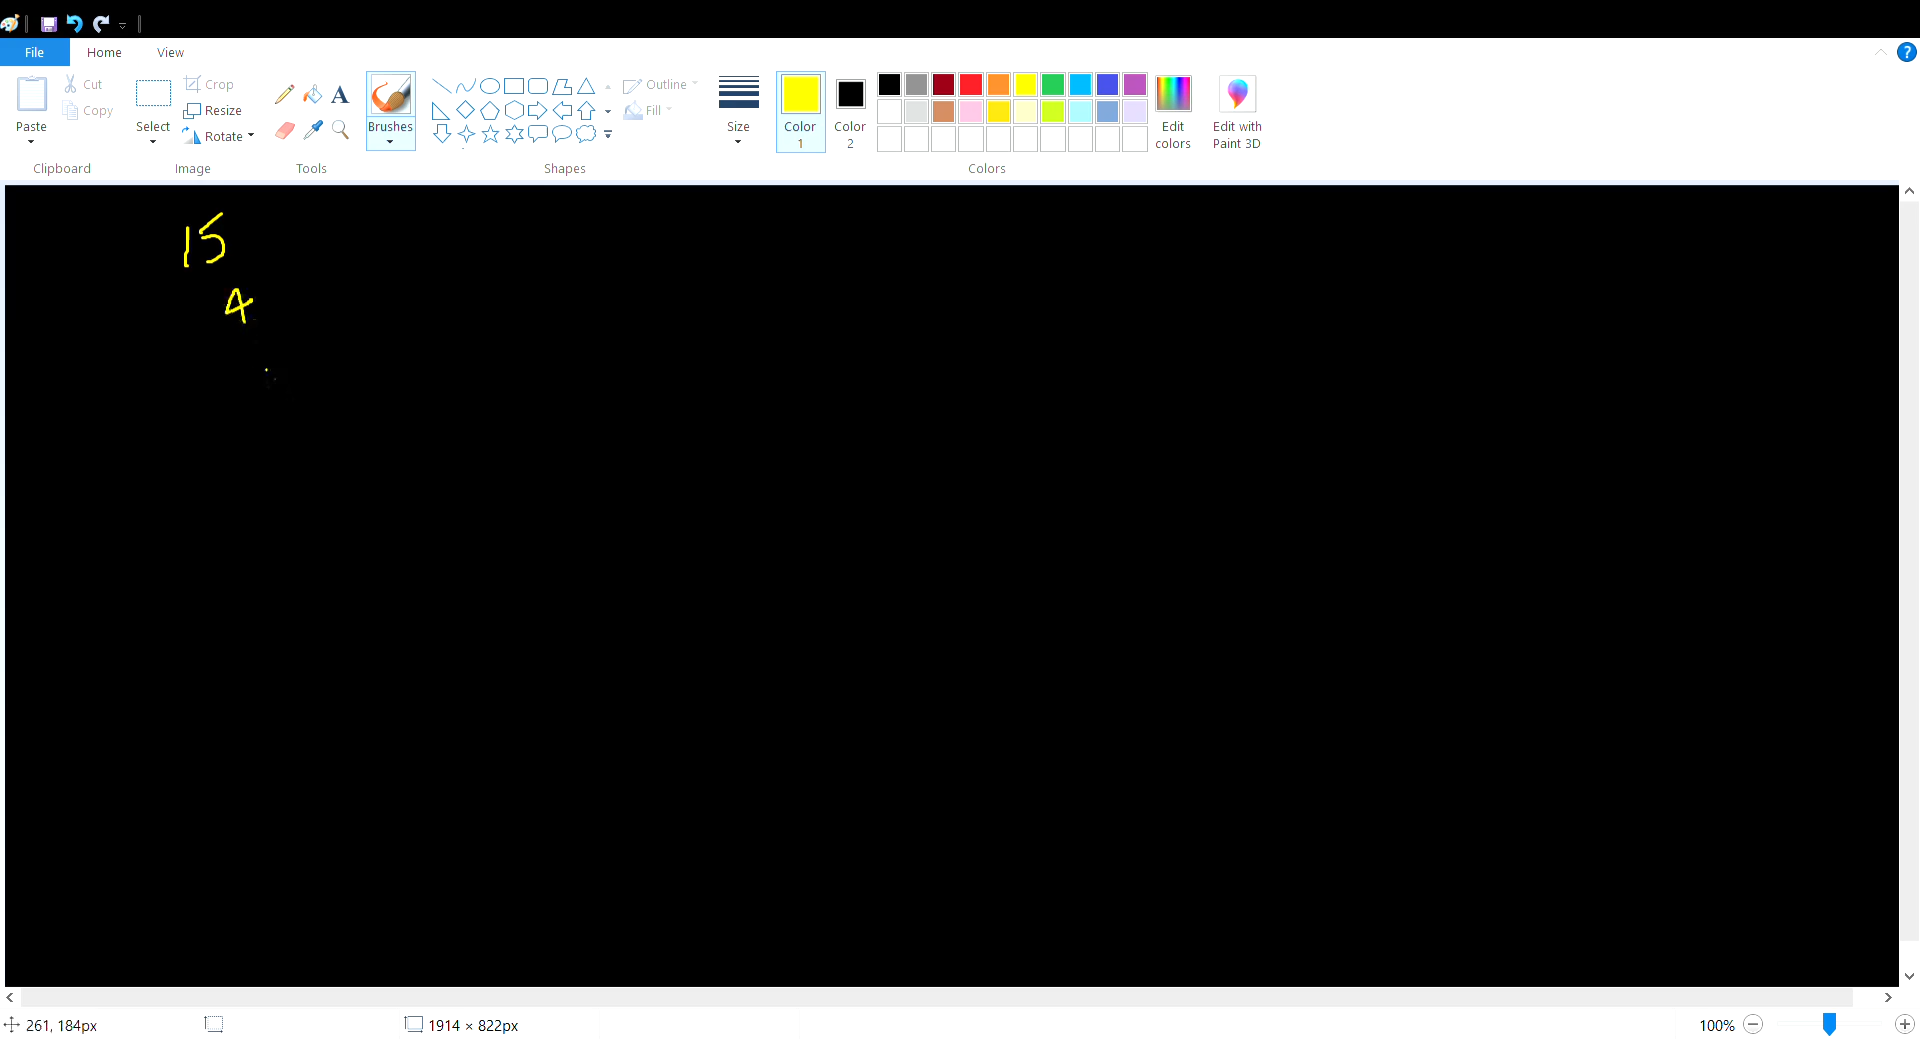 File Home View
Paste Cut Copy Clipboard
Select Crop Resize Rotate Image
A Tools
Brushes
Shapes
Outline Fill
Size
Color 1
Color 2
Colors
Edit colors
Edit with Paint 3D
?
15
4
261, 184px
1914 × 822px
100%